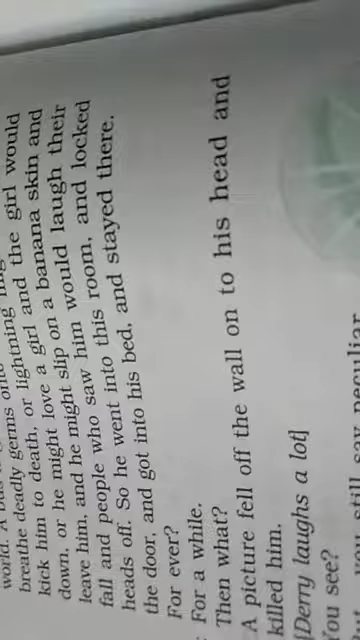 world. A
breathe deadly germs onto
kick him to death, or lightning and the girl would
down, or he might love a girl and a banana skin and
leave him, and he might slip on would laugh their
fall and people who saw him and locked
heads off. So he went into this room, and stayed there.
the door, and got into his bed,
For ever?
: For a while.
Then what?
A picture fell off the wall on to his head and
killed him.
[Derry laughs a lot]
You see?
you still say peculiar